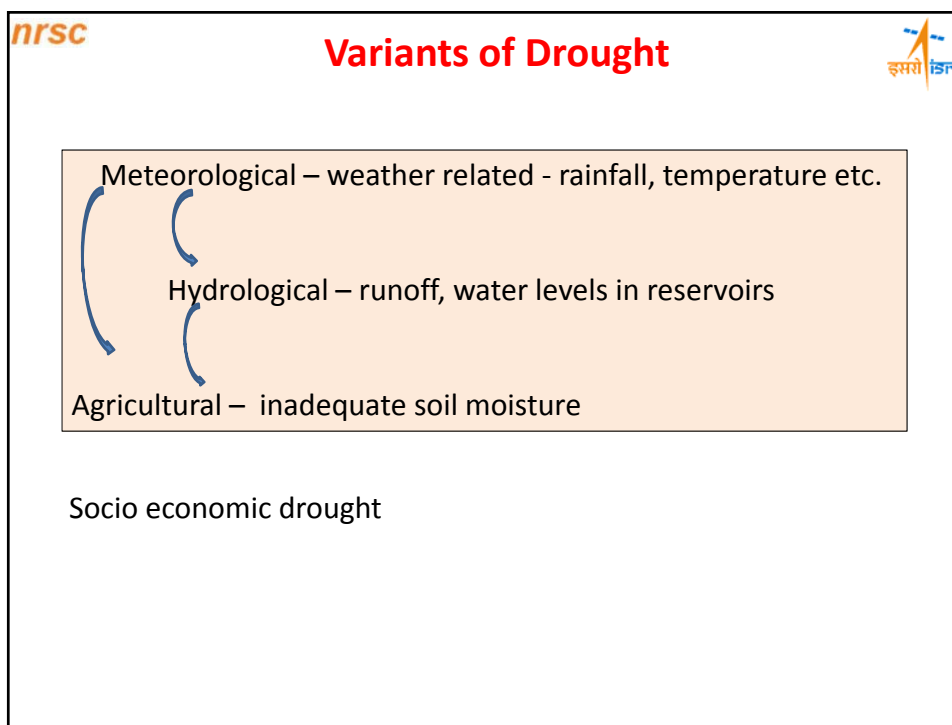 nrsc
Variants of Drought
इसरो isr
Meteorological – weather related - rainfall, temperature etc.
Hydrological – runoff, water levels in reservoirs
Agricultural – inadequate soil moisture
Socio economic drought